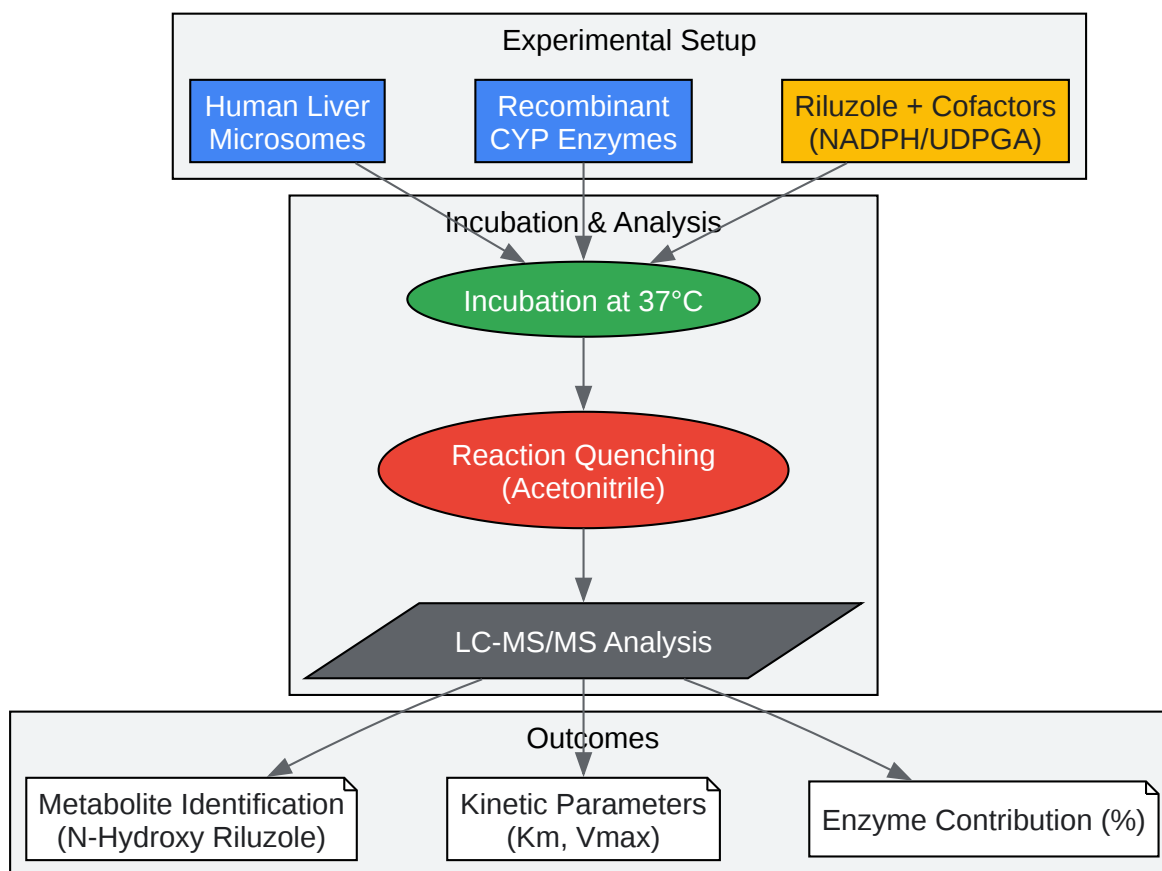 Experimental Setup
Human Liver
Microsomes
Recombinant
CYP Enzymes
Riluzole + Cofactors
(NADPH/UDPGA)
Incubation & Analysis
Incubation at 37°C
Reaction Quenching
(Acetonitrile)
LC-MS/MS Analysis
Outcomes
Metabolite Identification
(N-Hydroxy Riluzole)
Kinetic Parameters
(Km, Vmax)
Enzyme Contribution (%)